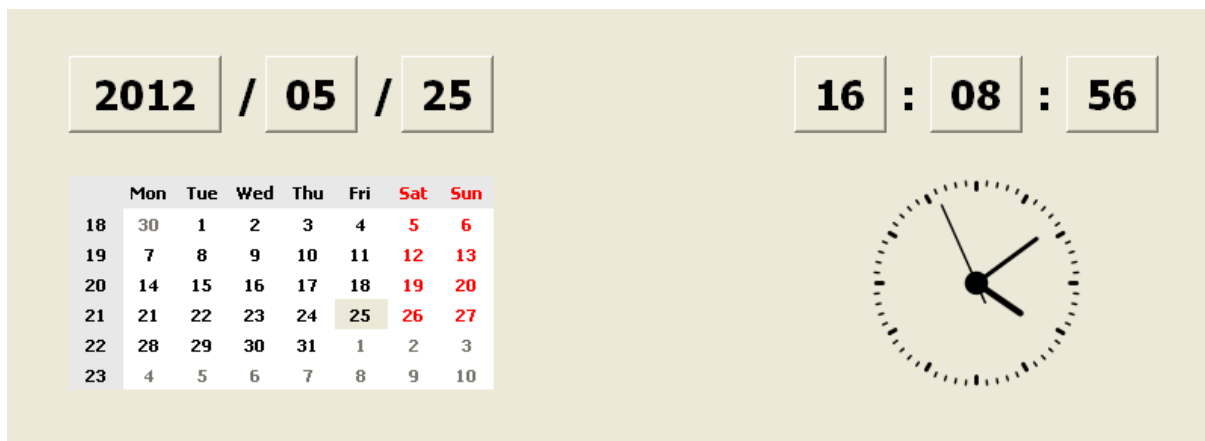 2012 / 05 / 25
16 : 08 : 56
Mon Tue Wed Thu Fri Sat Sun
18 30 1 2 3 4 5 6
19 7 8 9 10 11 12 13
20 14 15 16 17 18 19 20
21 21 22 23 24 25 26 27
22 28 29 30 31 1 2 3
23 4 5 6 7 8 9 10